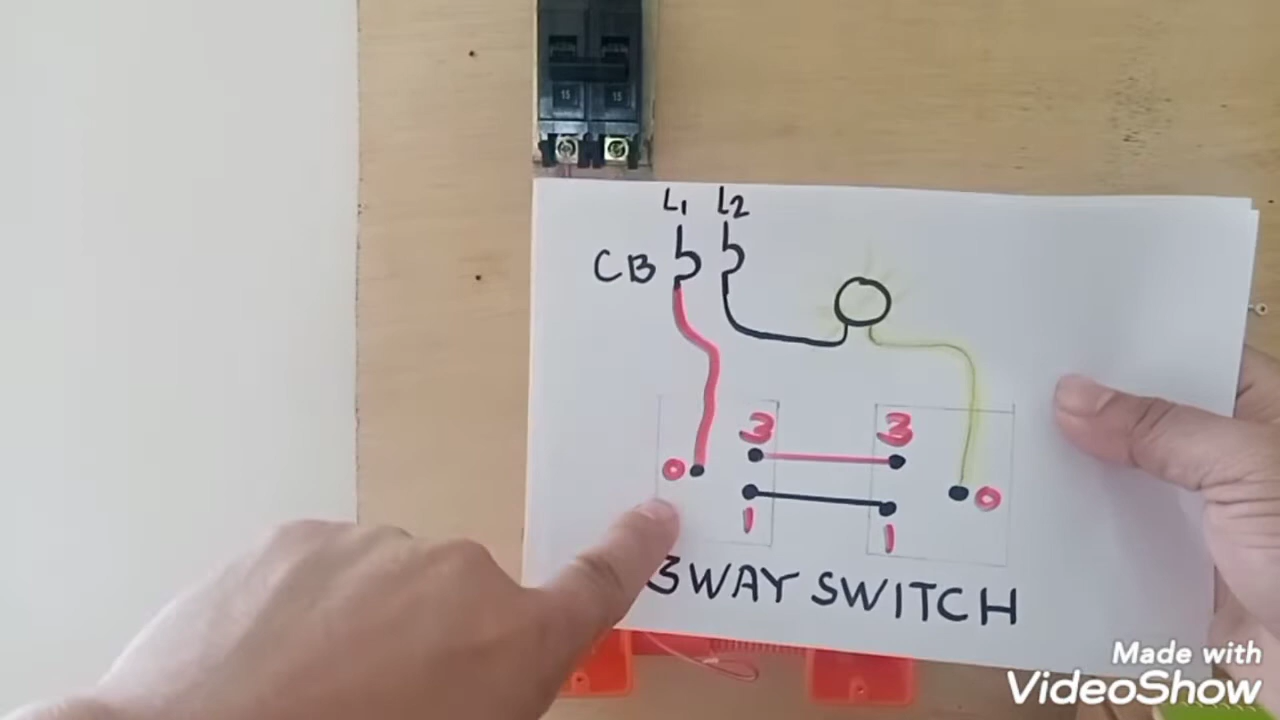 15 15
L1 L2
CB
3 3
0 0
1 1
3WAY SWITCH
Made with
VideoShow